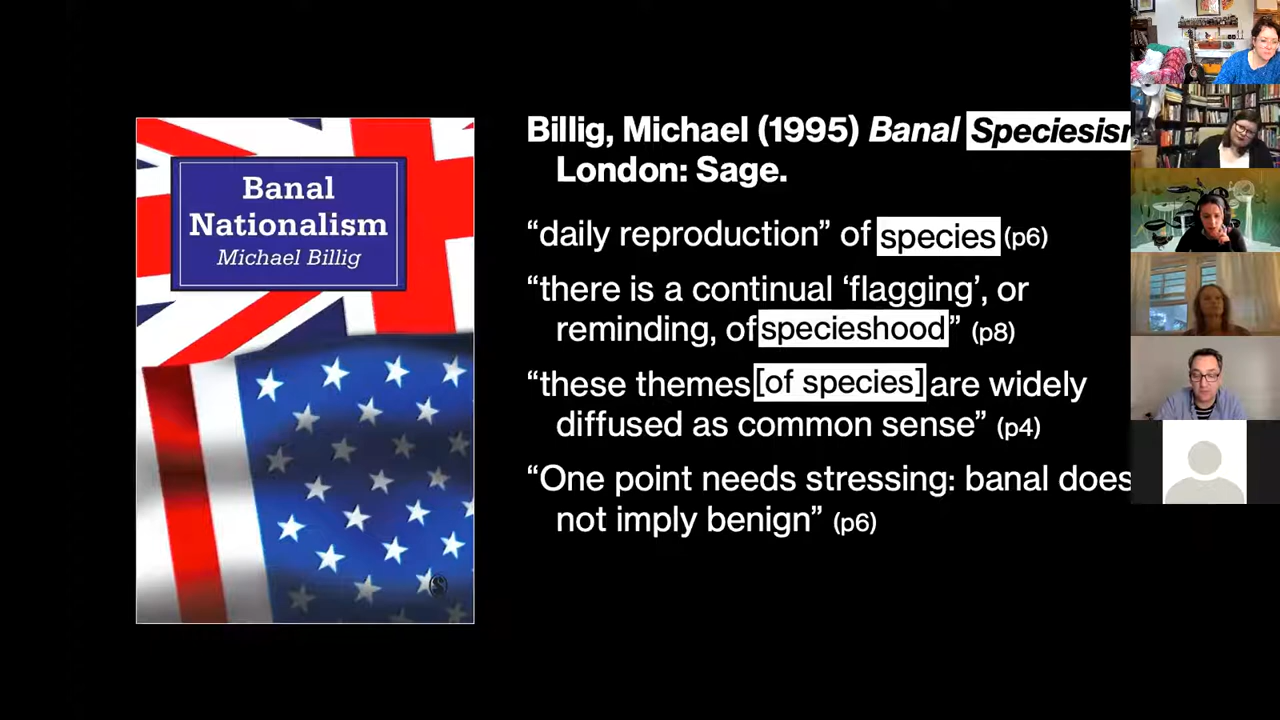 Banal
Nationalism
Michael Billig
Billig, Michael (1995) Banal Speciesism
London: Sage.
“daily reproduction” of species (p6)
“there is a continual ‘flagging’, or
reminding, of specieshood” (p8)
“these themes [of species] are widely
diffused as common sense” (p4)
“One point needs stressing: banal does
not imply benign” (p6)